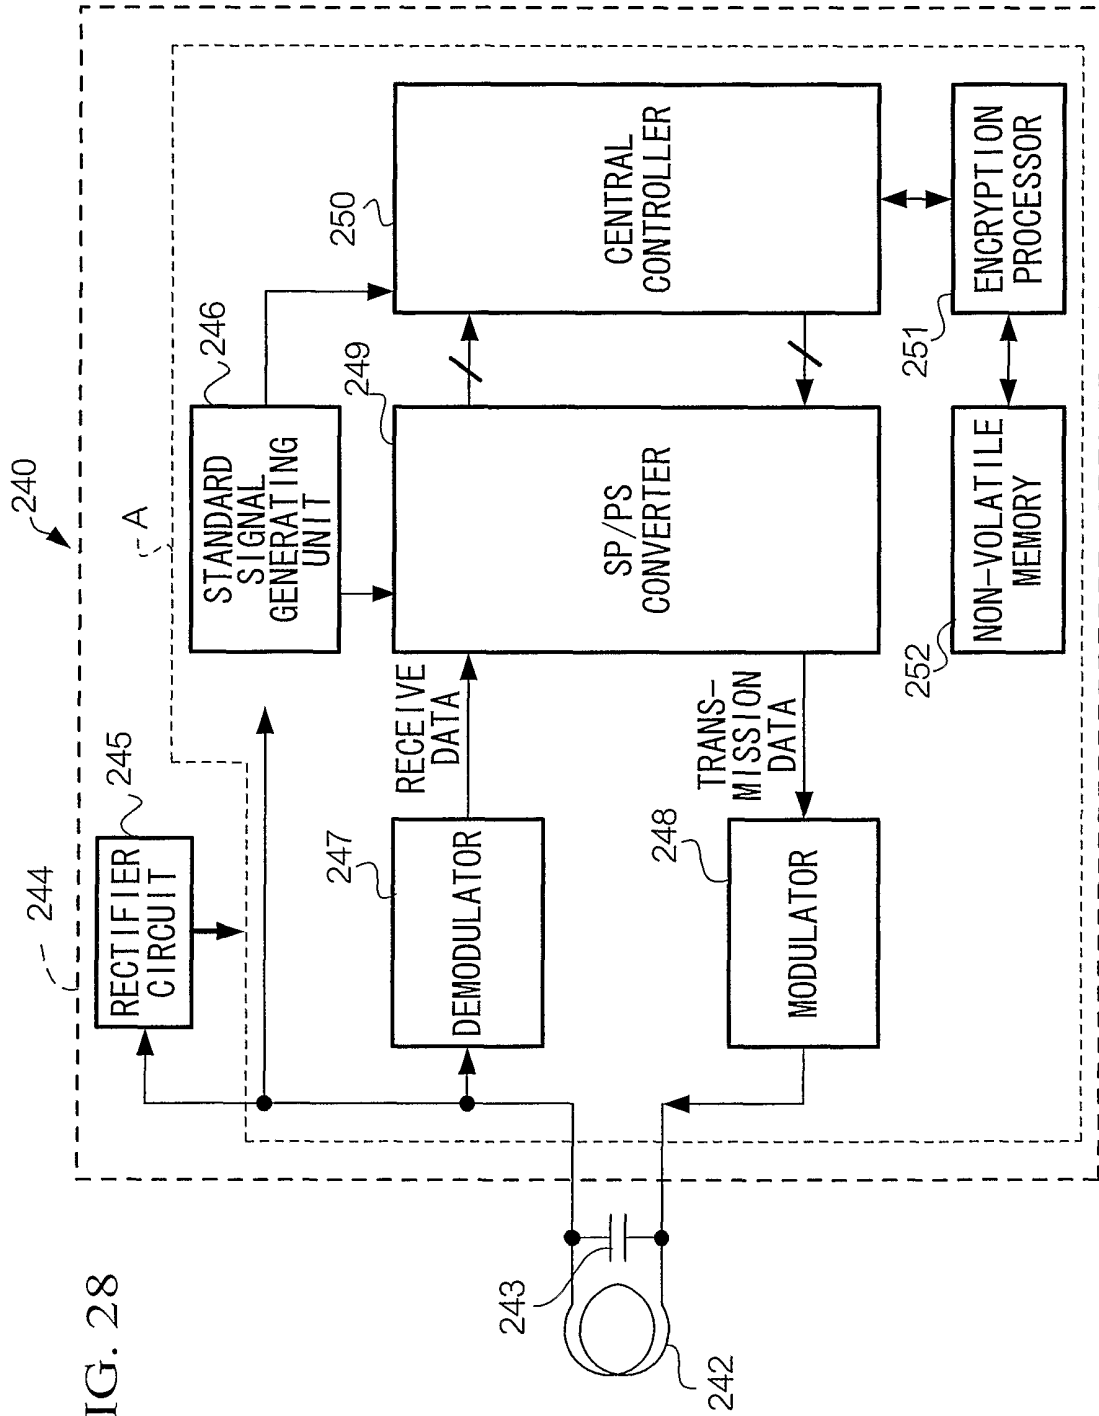 IG. 28
240
244
A
RECTIFIER
CIRCUIT
245
STANDARD
SIGNAL
GENERATING
UNIT
246
247
DEMODULATOR
RECEIVE
DATA
249
SP/PS
CONVERTER
250
CENTRAL
CONTROLLER
243
242
248
MODULATOR
TRANS-
MISSION
DATA
252
NON-VOLATILE
MEMORY
251
ENCRYPTION
PROCESSOR